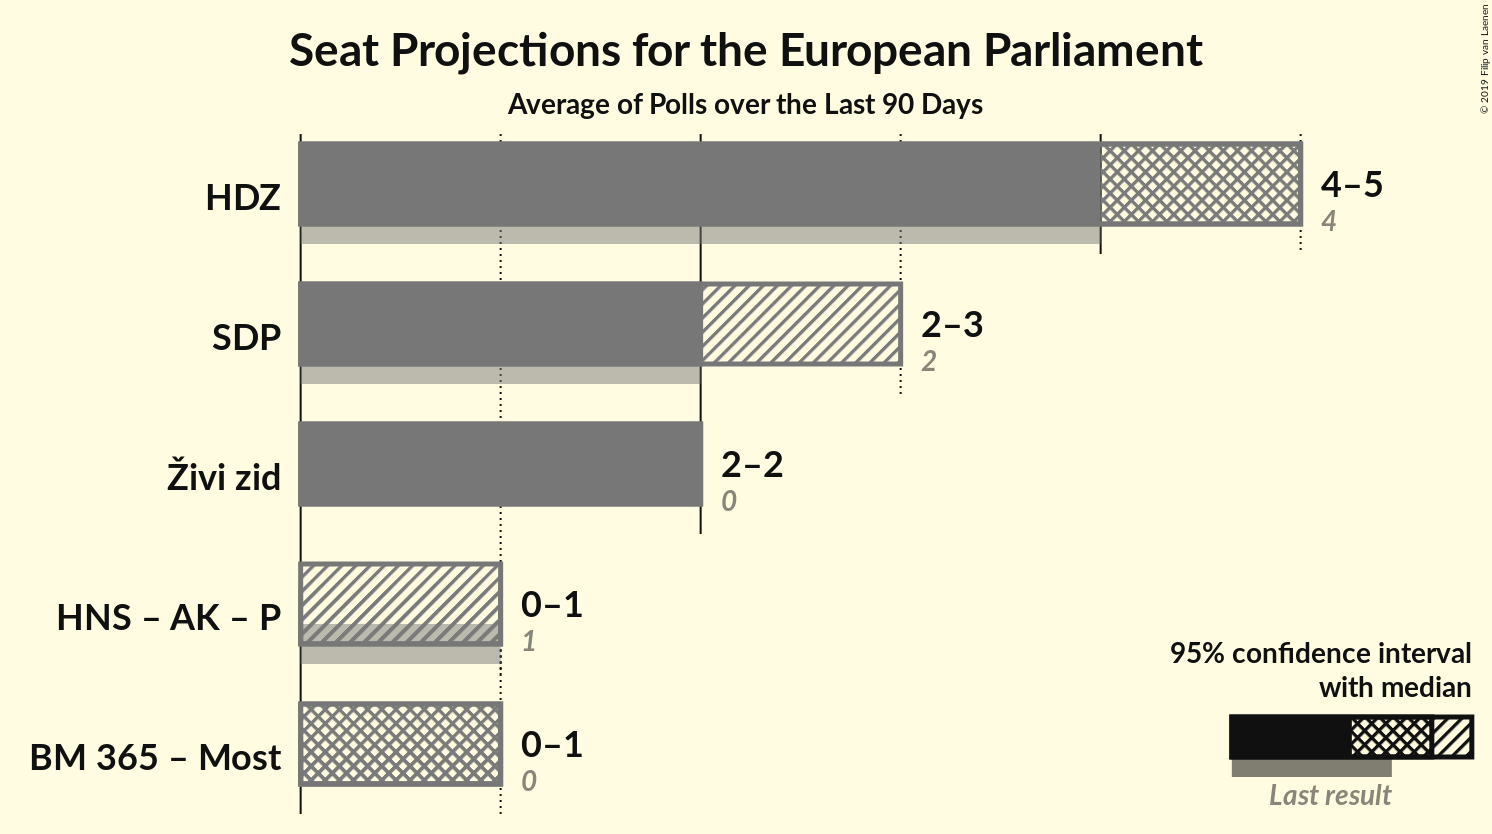 Seat Projections for the European Parliament
Average of Polls over the Last 90 Days
© 2019 Filip van Laenen
HDZ
4–5
4
SDP
2–3
2
Živi zid
2–2
0
HNS – AK – P
0–1
1
BM 365 – Most
0–1
0
95% confidence interval
with median
Last result